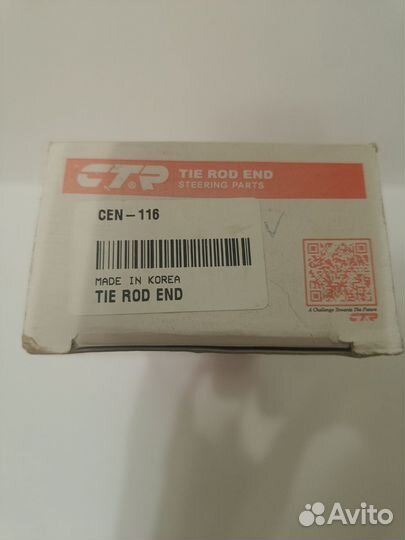 CTR TIE ROD END
STEERING PARTS
CEN-116
MADE IN KOREA
TIE ROD END
A Challenge Towards The Future
CTR
Avito